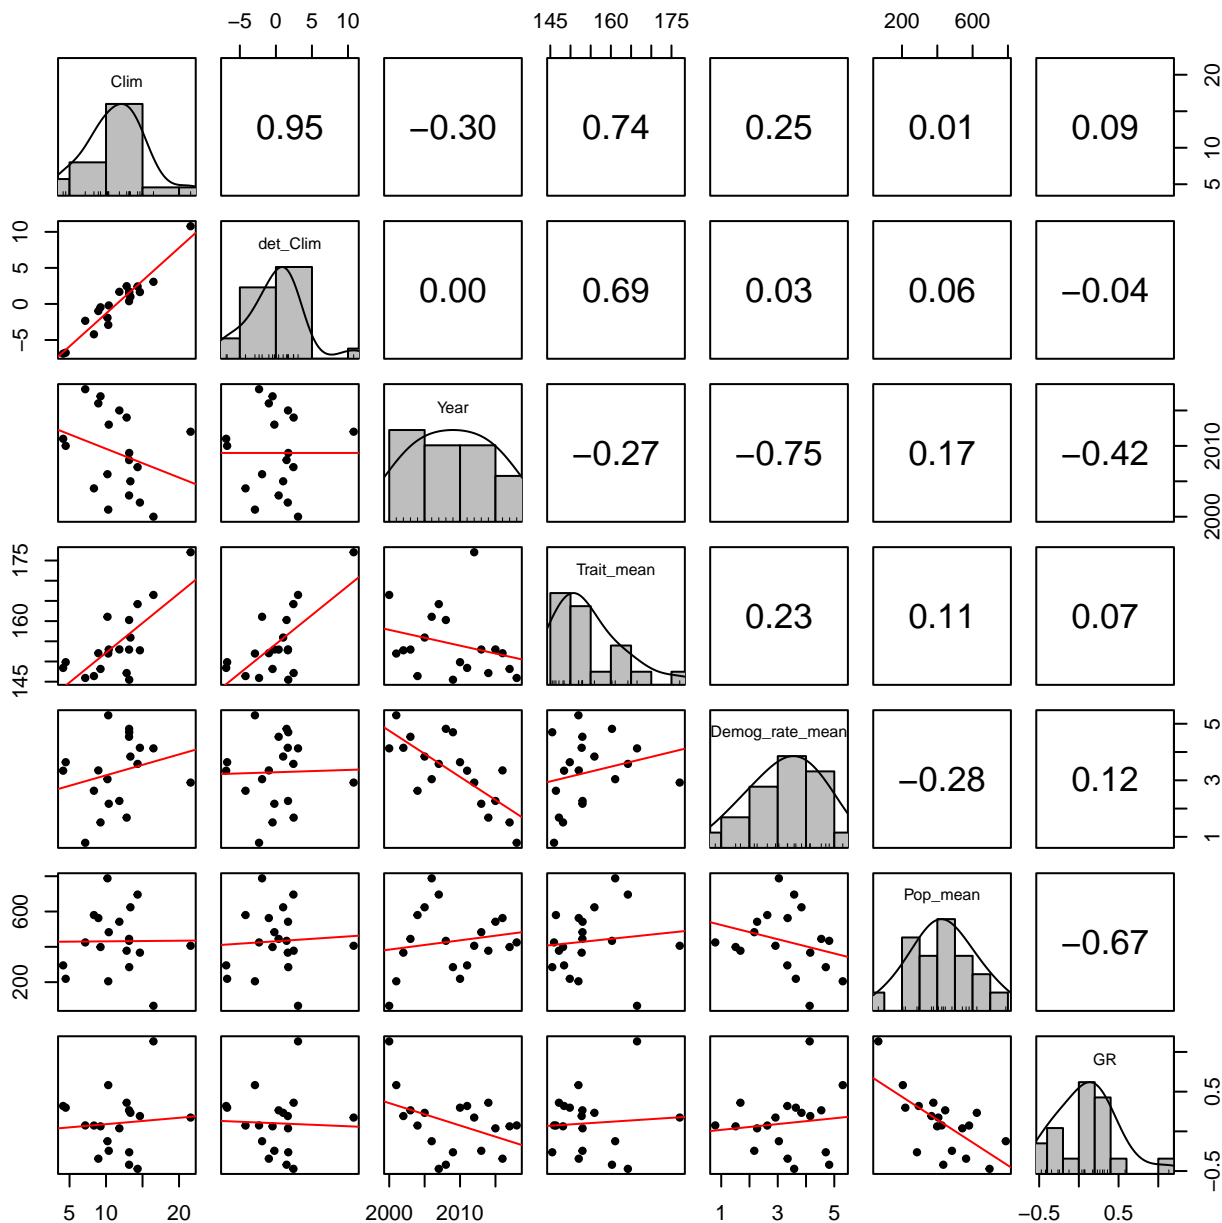 −5 0 5 10 145 160 175 200 600
Clim 0.95 −0.30 0.74 0.25 0.01 0.09 5 10 20
−5 0 5 10 det_Clim 0.00 0.69 0.03 0.06 −0.04
Year −0.27 −0.75 0.17 −0.42 2000 2010
145 160 175 Trait_mean 0.23 0.11 0.07
Demog_rate_mean −0.28 0.12 1 3 5
200 600 Pop_mean −0.67
GR −0.5 0.5
5 10 20 2000 2010 1 3 5 −0.5 0.5